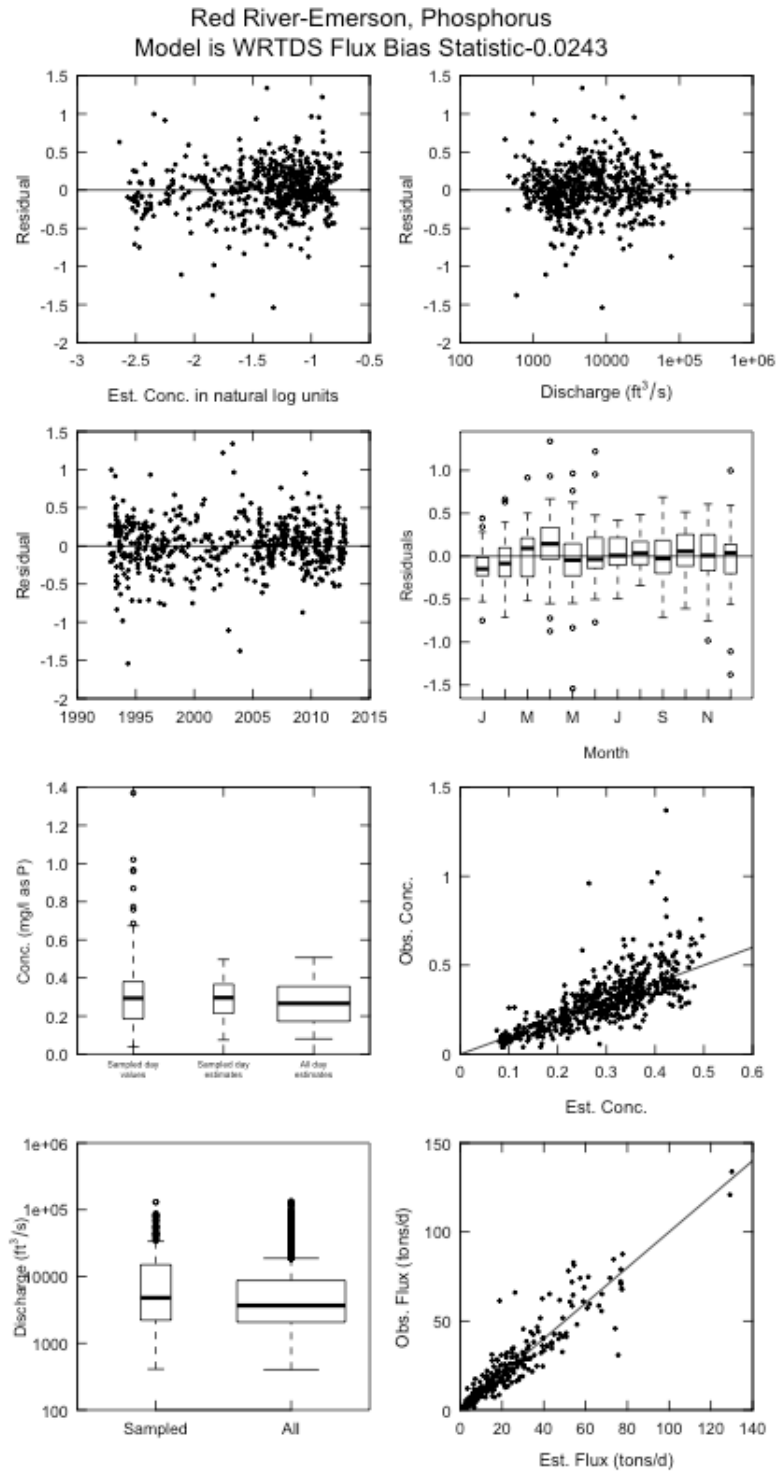 Red River-Emerson, Phosphorus
Model is WRTDS Flux Bias Statistic-0.0243
1.5
1
0.5
0
-0.5
-1
-1.5
-2
Residual
-3 -2.5 -2 -1.5 -1 -0.5
Est. Conc. in natural log units
1.5
1
0.5
0
-0.5
-1
-1.5
-2
Residual
100 1000 10000 1e+05 1e+06
Discharge (ft³/s)
1.5
1
0.5
0
-0.5
-1
-1.5
-2
Residual
1990 1995 2000 2005 2010 2015
1.0
0.5
0.0
-0.5
-1.0
-1.5
Residuals
J M M J S N
Month
1.4
1.2
1.0
0.8
0.6
0.4
0.2
0.0
Conc. (mg/l as P)
Sampled day values
Sampled day estimates
All day estimates
1.5
1
0.5
0
Obs. Conc.
0 0.1 0.2 0.3 0.4 0.5 0.6
Est. Conc.
1e+06
1e+05
10000
1000
100
Discharge (ft³/s)
Sampled All
150
100
50
0
Obs. Flux (tons/d)
0 20 40 60 80 100 120 140
Est. Flux (tons/d)